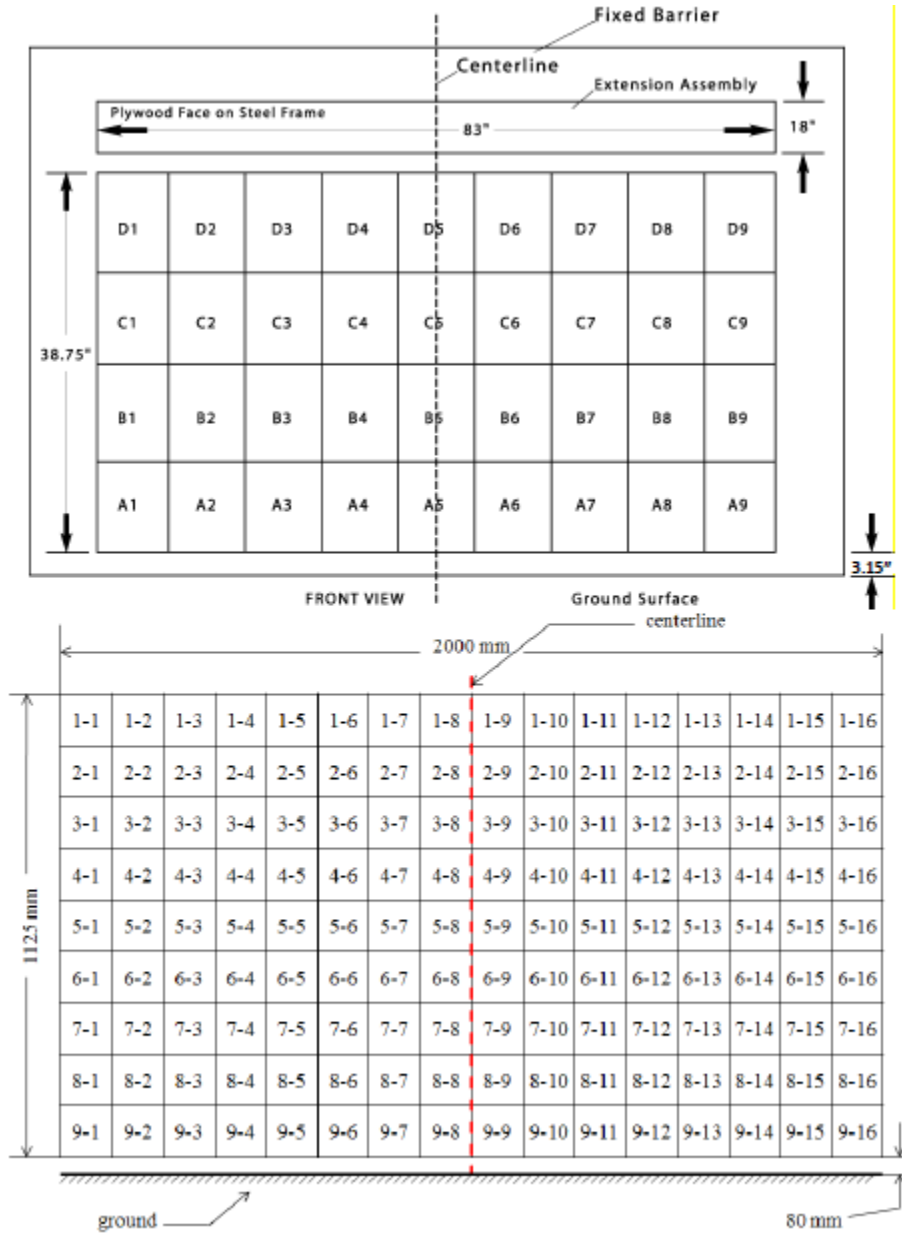 Fixed Barrier
Centerline
Extension Assembly
Plywood Face on Steel Frame
83"
18"
D1 D2 D3 D4 D5 D6 D7 D8 D9
C1 C2 C3 C4 C5 C6 C7 C8 C9
38.75"
B1 B2 B3 B4 B5 B6 B7 B8 B9
A1 A2 A3 A4 A5 A6 A7 A8 A9
3.15"
FRONT VIEW Ground Surface
centerline
2000 mm
1-1 1-2 1-3 1-4 1-5 1-6 1-7 1-8 1-9 1-10 1-11 1-12 1-13 1-14 1-15 1-16
2-1 2-2 2-3 2-4 2-5 2-6 2-7 2-8 2-9 2-10 2-11 2-12 2-13 2-14 2-15 2-16
3-1 3-2 3-3 3-4 3-5 3-6 3-7 3-8 3-9 3-10 3-11 3-12 3-13 3-14 3-15 3-16
4-1 4-2 4-3 4-4 4-5 4-6 4-7 4-8 4-9 4-10 4-11 4-12 4-13 4-14 4-15 4-16
1125 mm
5-1 5-2 5-3 5-4 5-5 5-6 5-7 5-8 5-9 5-10 5-11 5-12 5-13 5-14 5-15 5-16
6-1 6-2 6-3 6-4 6-5 6-6 6-7 6-8 6-9 6-10 6-11 6-12 6-13 6-14 6-15 6-16
7-1 7-2 7-3 7-4 7-5 7-6 7-7 7-8 7-9 7-10 7-11 7-12 7-13 7-14 7-15 7-16
8-1 8-2 8-3 8-4 8-5 8-6 8-7 8-8 8-9 8-10 8-11 8-12 8-13 8-14 8-15 8-16
9-1 9-2 9-3 9-4 9-5 9-6 9-7 9-8 9-9 9-10 9-11 9-12 9-13 9-14 9-15 9-16
ground
80 mm